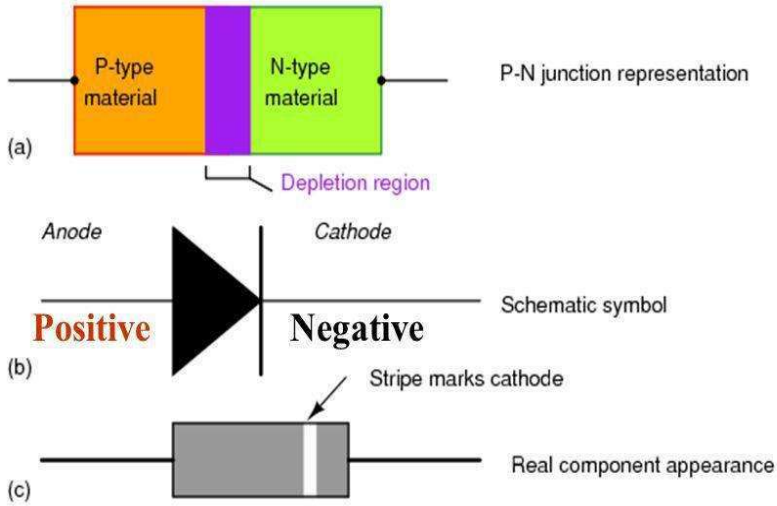 P-type
material
N-type
material
P-N junction representation
(a)
Depletion region
Anode
Cathode
Positive
Negative
Schematic symbol
(b)
Stripe marks cathode
Real component appearance
(c)